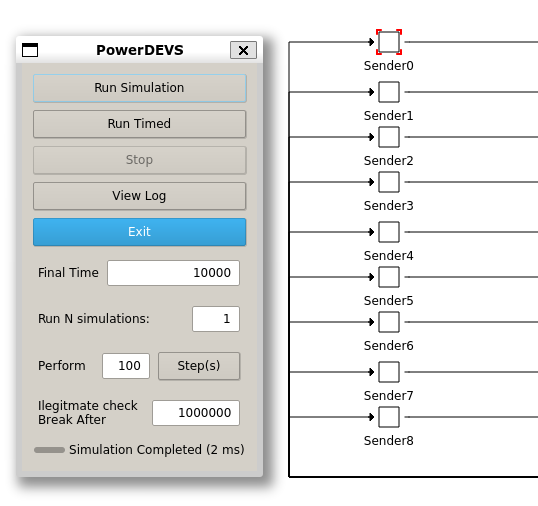 PowerDEVS
Run Simulation
Run Timed
Stop
View Log
Exit
Final Time 10000
Run N simulations: 1
Perform 100 Step(s)
Ilegitmate check
Break After 1000000
Simulation Completed (2 ms)
Sender0
Sender1
Sender2
Sender3
Sender4
Sender5
Sender6
Sender7
Sender8